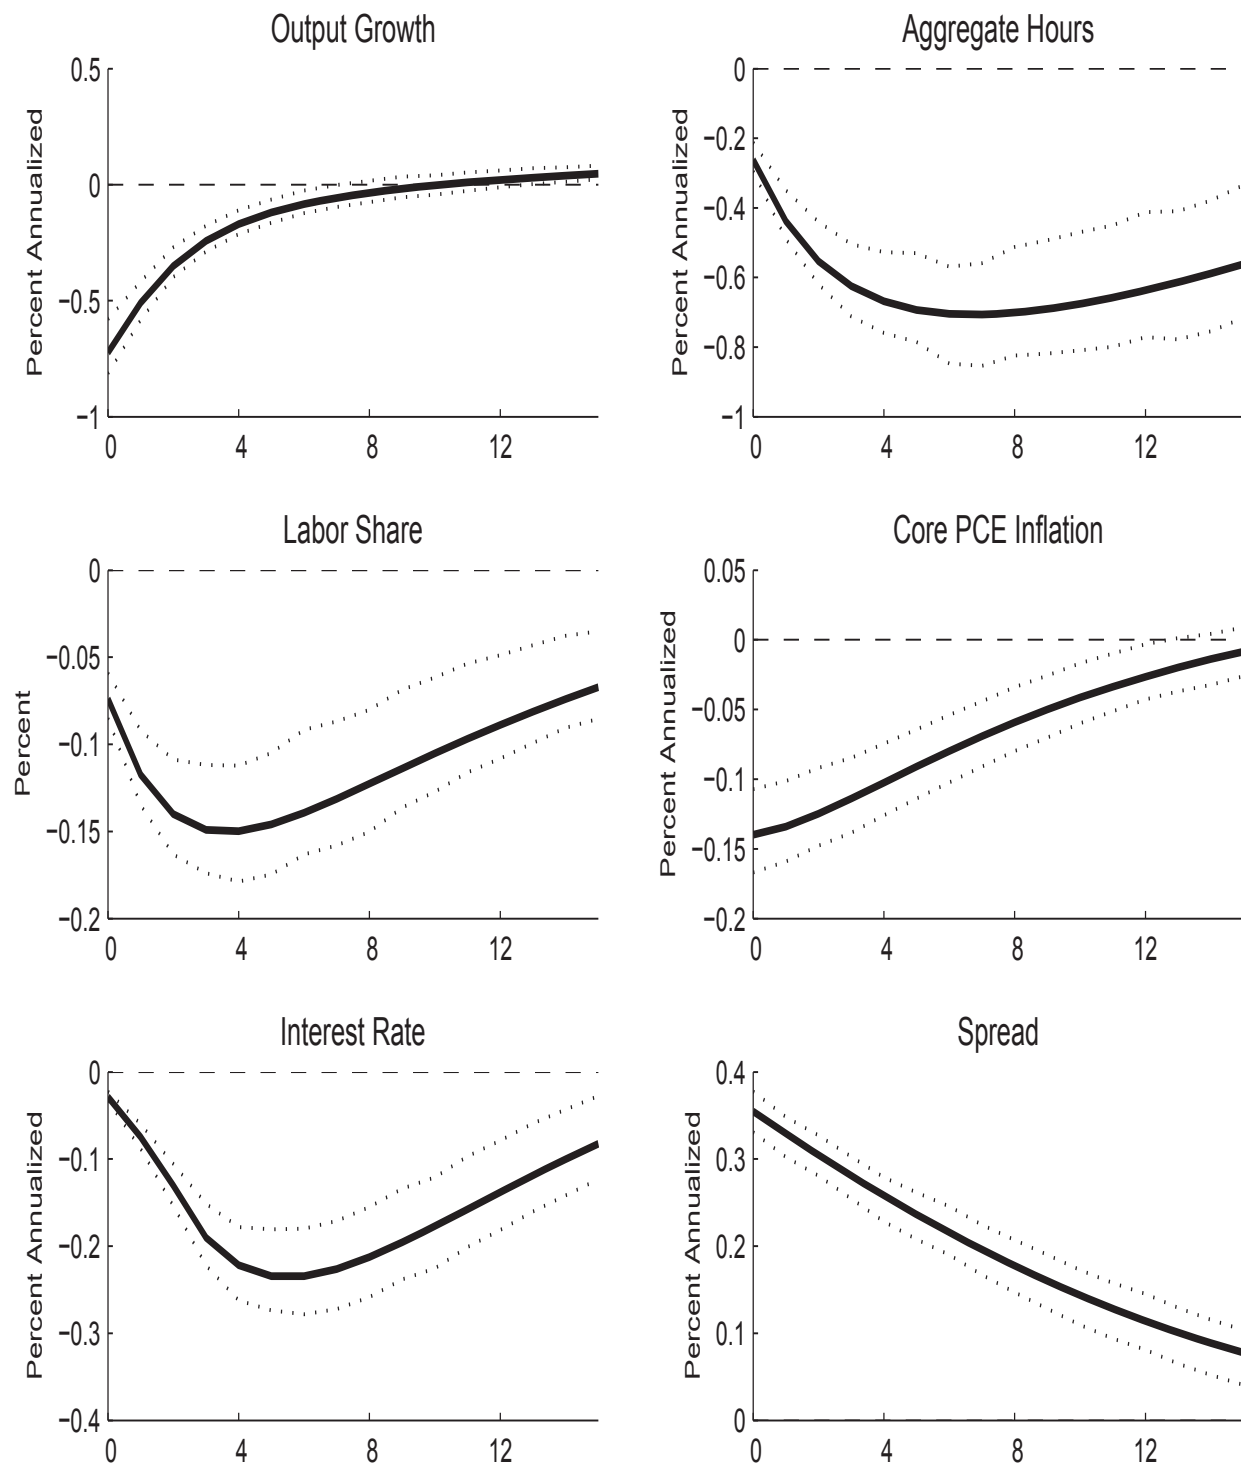 Output Growth
Percent Annualized
0.5
0
−0.5
−1
0 4 8 12
Aggregate Hours
Percent Annualized
0
−0.2
−0.4
−0.6
−0.8
−1
0 4 8 12
Labor Share
Percent
0
−0.05
−0.1
−0.15
−0.2
0 4 8 12
Core PCE Inflation
Percent Annualized
0.05
0
−0.05
−0.1
−0.15
−0.2
0 4 8 12
Interest Rate
Percent Annualized
0
−0.1
−0.2
−0.3
−0.4
0 4 8 12
Spread
Percent Annualized
0.4
0.3
0.2
0.1
0
0 4 8 12